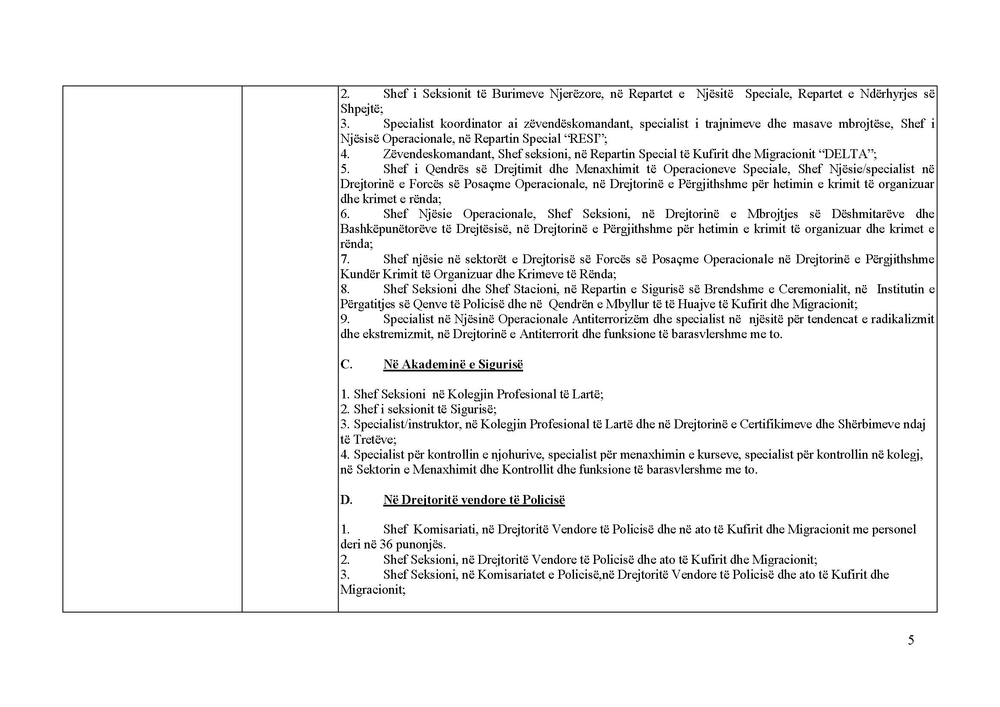 2. Shef i Seksionit të Burimeve Njerëzore, në Repartet e Njësitë Speciale, Repartet e Ndërhyrjes së
Shpejtë;
3. Specialist koordinator ai zëvendëskomandant, specialist i trajnimeve dhe masave mbrojtëse, Shef i
Njësisë Operacionale, në Repartin Special “RESI”;
4. Zëvendeskomandant, Shef seksioni, në Repartin Special të Kufirit dhe Migracionit “DELTA”;
5. Shef i Qendrës së Drejtimit dhe Menaxhimit të Operacioneve Speciale, Shef Njësie/specialist në
Drejtorinë e Forcës së Posaçme Operacionale, në Drejtorinë e Përgjithshme për hetimin e krimit të organizuar
dhe krimet e rënda;
6. Shef Njësie Operacionale, Shef Seksioni, në Drejtorinë e Mbrojtjes së Dëshmitarëve dhe
Bashkëpunëtorëve të Drejtësisë, në Drejtorinë e Përgjithshme për hetimin e krimit të organizuar dhe krimet e
rënda;
7. Shef njësie në sektorët e Drejtorisë së Forcës së Posaçme Operacionale në Drejtorinë e Përgjithshme
Kundër Krimit të Organizuar dhe Krimeve të Rënda;
8. Shef Seksioni dhe Shef Stacioni, në Repartin e Sigurisë së Brendshme e Ceremonialit, në Institutin e
Përgatitjes së Qenve të Policisë dhe në Qendrën e Mbyllur të të Huajve të Kufirit dhe Migracionit;
9. Specialist në Njësinë Operacionale Antiterrorizëm dhe specialist në njësitë për tendencat e radikalizmit
dhe ekstremizmit, në Drejtorinë e Antiterrorit dhe funksione të barasvlershme me to.
C. Në Akademinë e Sigurisë
1. Shef Seksioni në Kolegjin Profesional të Lartë;
2. Shef i seksionit të Sigurisë;
3. Specialist/instruktor, në Kolegjin Profesional të Lartë dhe në Drejtorinë e Certifikimeve dhe Shërbimeve ndaj
të Tretëve;
4. Specialist për kontrollin e njohurive, specialist për menaxhimin e kurseve, specialist për kontrollin në kolegj,
në Sektorin e Menaxhimit dhe Kontrollit dhe funksione të barasvlershme me to.
D. Në Drejtoritë vendore të Policisë
1. Shef Komisariati, në Drejtoritë Vendore të Policisë dhe në ato të Kufirit dhe Migracionit me personel
deri në 36 punonjës.
2. Shef Seksioni, në Drejtoritë Vendore të Policisë dhe ato të Kufirit dhe Migracionit;
3. Shef Seksioni, në Komisariatet e Policisë,në Drejtoritë Vendore të Policisë dhe ato të Kufirit dhe
Migracionit;
5